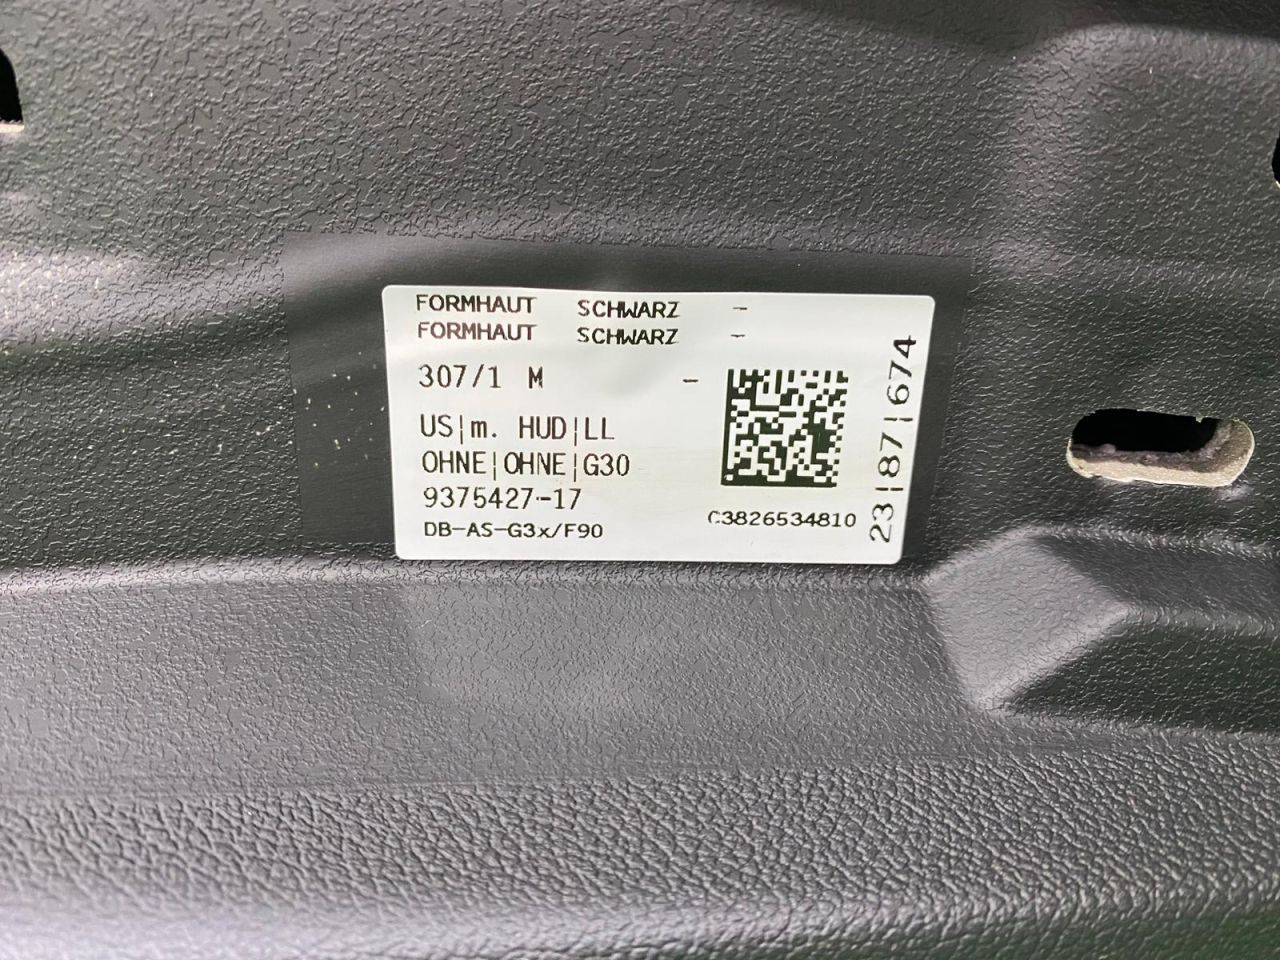 FORMHAUT SCHWARZ -
FORMHAUT SCHWARZ -
307/1 M -
US|m. HUD|LL
OHNE|OHNE|G30
9375427-17
DB-AS-G3x/F90
C3826534810
23|87|674